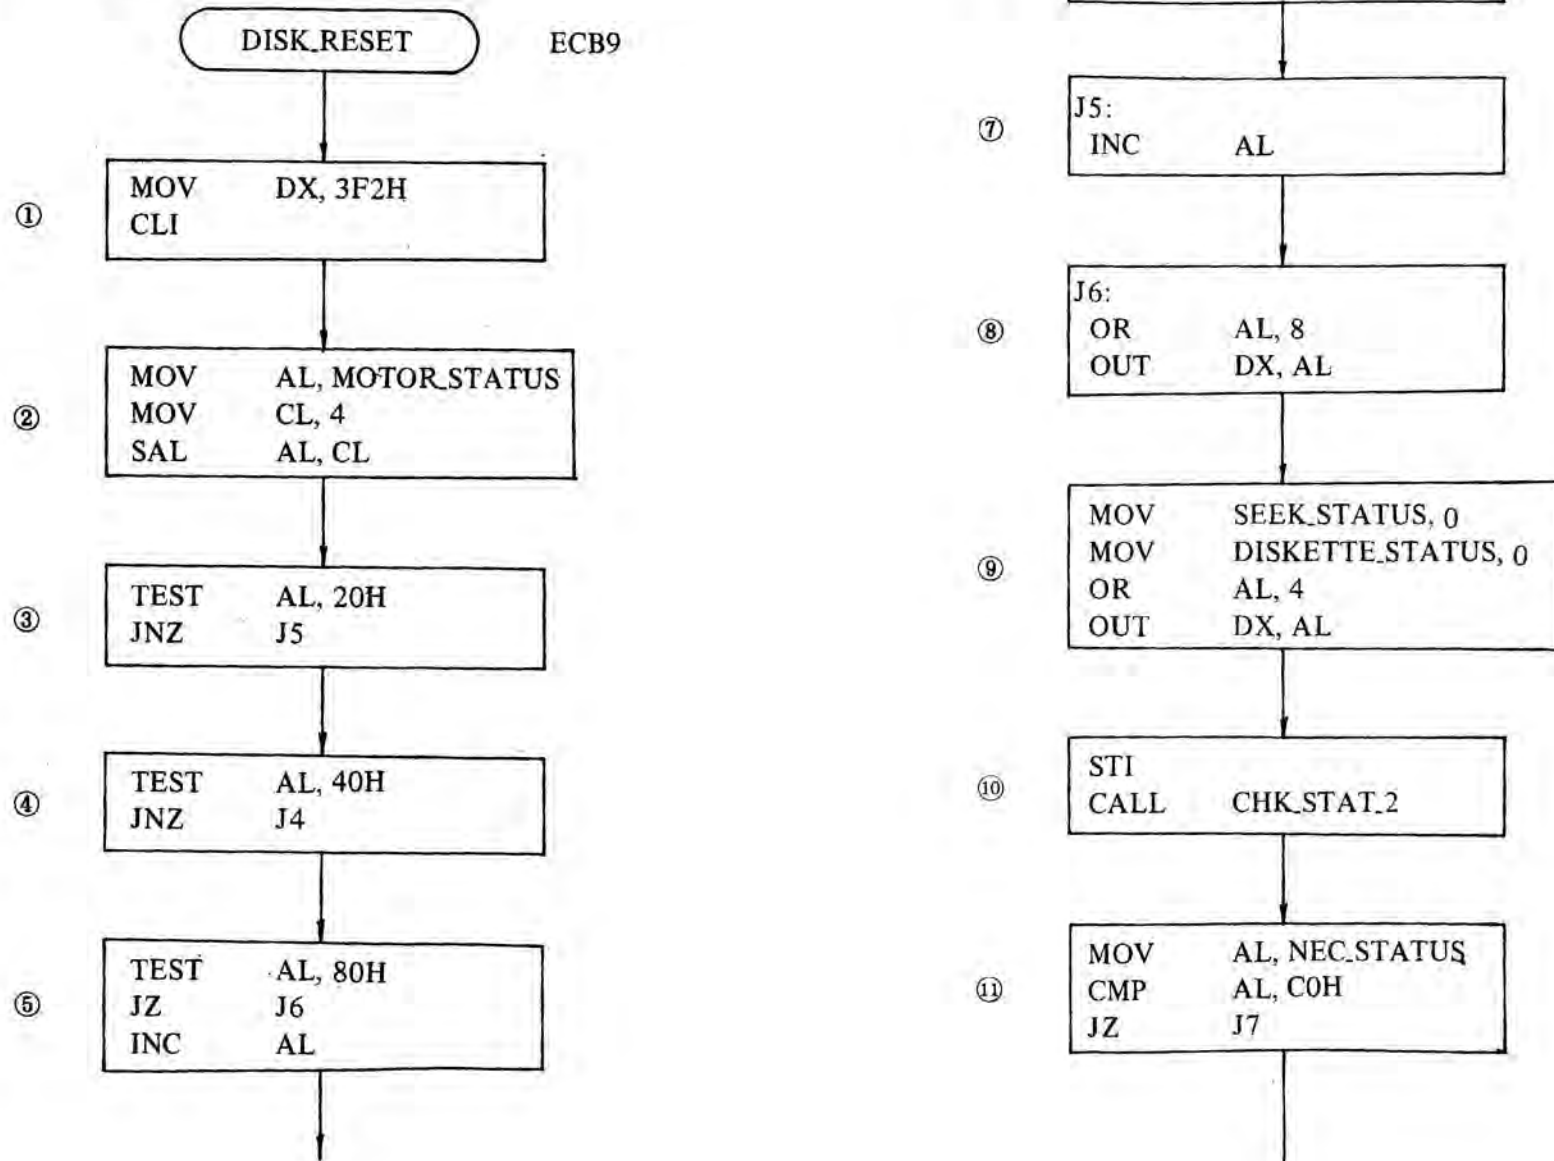 DISK_RESET ECB9
①
MOV DX, 3F2H
CLI
②
MOV AL, MOTOR_STATUS
MOV CL, 4
SAL AL, CL
③
TEST AL, 20H
JNZ J5
④
TEST AL, 40H
JNZ J4
⑤
TEST AL, 80H
JZ J6
INC AL
⑦
J5:
INC AL
⑧
J6:
OR AL, 8
OUT DX, AL
⑨
MOV SEEK_STATUS, 0
MOV DISKETTE_STATUS, 0
OR AL, 4
OUT DX, AL
⑩
STI
CALL CHK_STAT_2
⑪
MOV AL, NEC_STATUS
CMP AL, C0H
JZ J7